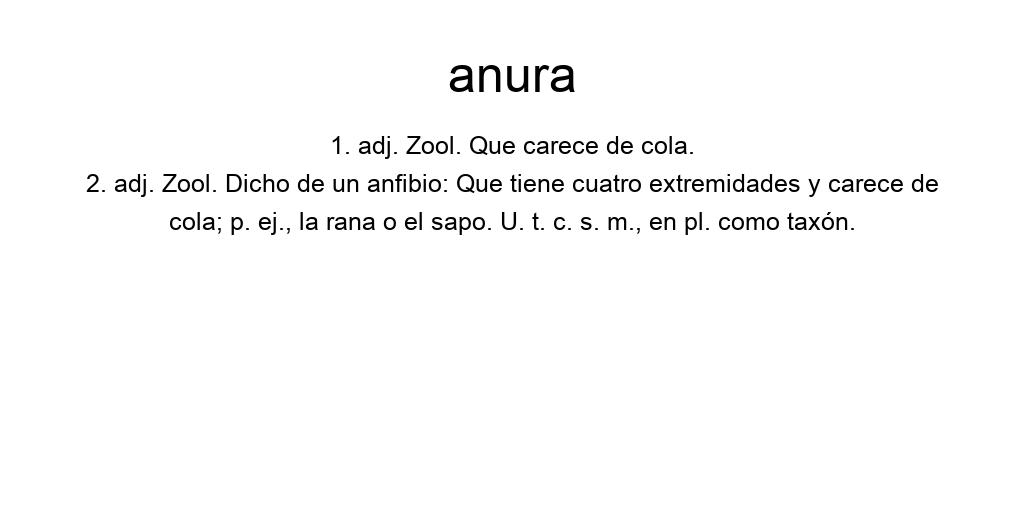 anura
1. adj. Zool. Que carece de cola.
2. adj. Zool. Dicho de un anfibio: Que tiene cuatro extremidades y carece de
cola; p. ej., la rana o el sapo. U. t. c. s. m., en pl. como taxón.